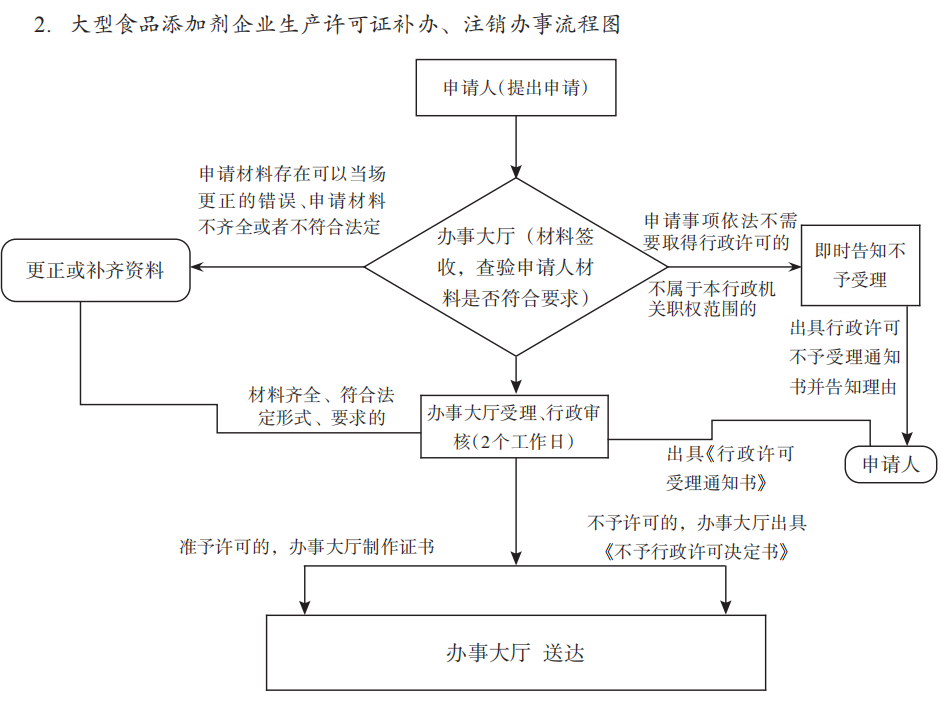 2. 大型食品添加剂企业生产许可证补办、注销办事流程图
申请人(提出申请)
申请材料存在可以当场
更正的错误、申请材料
不齐全或者不符合法定
办事大厅（材料签
收，查验申请人材
料是否符合要求）
申请事项依法不需
要取得行政许可的
不属于本行政机
关职权范围的
即时告知不
予受理
更正或补齐资料
出具行政许可
不予受理通知
书并告知理由
材料齐全、符合法
定形式、要求的
办事大厅受理、行政审
核(2个工作日)
出具《行政许可
受理通知书》
申请人
准予许可的，办事大厅制作证书
不予许可的，办事大厅出具
《不予行政许可决定书》
办事大厅 送达